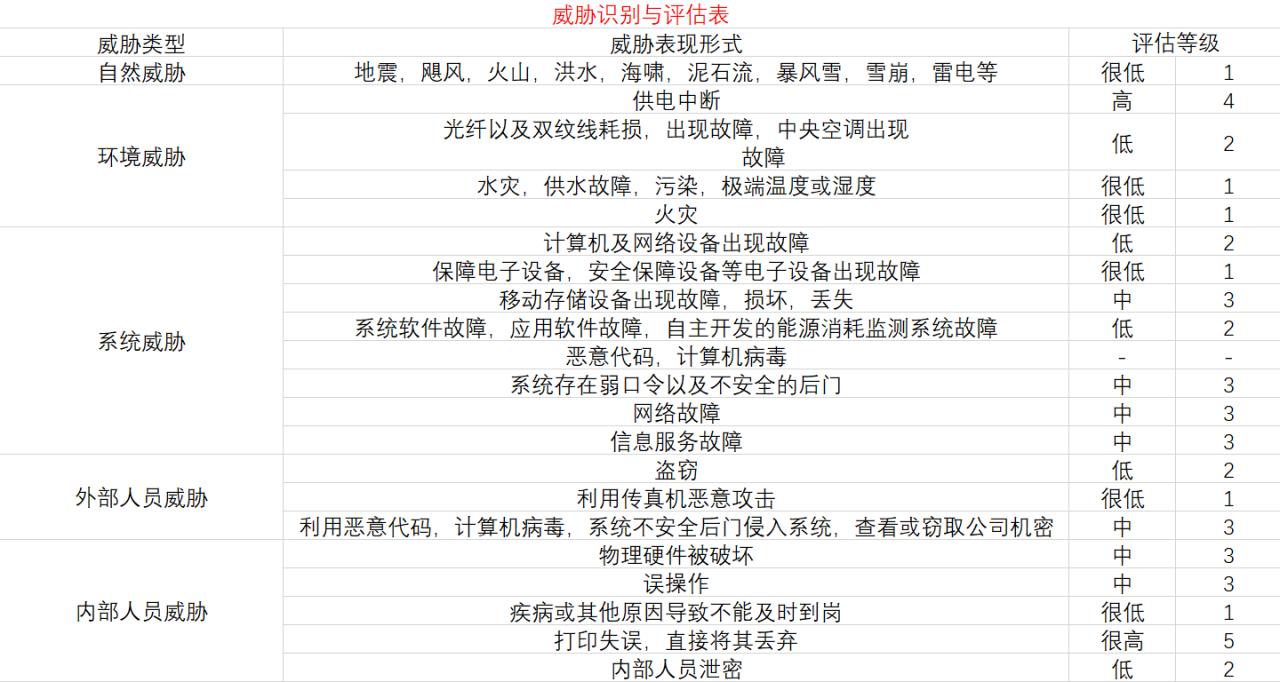 威胁识别与评估表
威胁类型 威胁表现形式 评估等级
自然威胁 地震，飓风，火山，洪水，海啸，泥石流，暴风雪，雪崩，雷电等 很低 1
环境威胁 供电中断 高 4
光纤以及双纹线耗损，出现故障，中央空调出现
故障 低 2
水灾，供水故障，污染，极端温度或湿度 很低 1
火灾 很低 1
系统威胁 计算机及网络设备出现故障 低 2
保障电子设备，安全保障设备等电子设备出现故障 很低 1
移动存储设备出现故障，损坏，丢失 中 3
系统软件故障，应用软件故障，自主开发的能源消耗监测系统故障 低 2
恶意代码，计算机病毒 - -
系统存在弱口令以及不安全的后门 中 3
网络故障 中 3
信息服务故障 中 3
外部人员威胁 盗窃 低 2
利用传真机恶意攻击 很低 1
利用恶意代码，计算机病毒，系统不安全后门侵入系统，查看或窃取公司机密 中 3
内部人员威胁 物理硬件被破坏 中 3
误操作 中 3
疾病或其他原因导致不能及时到岗 很低 1
打印失误，直接将其丢弃 很高 5
内部人员泄密 低 2